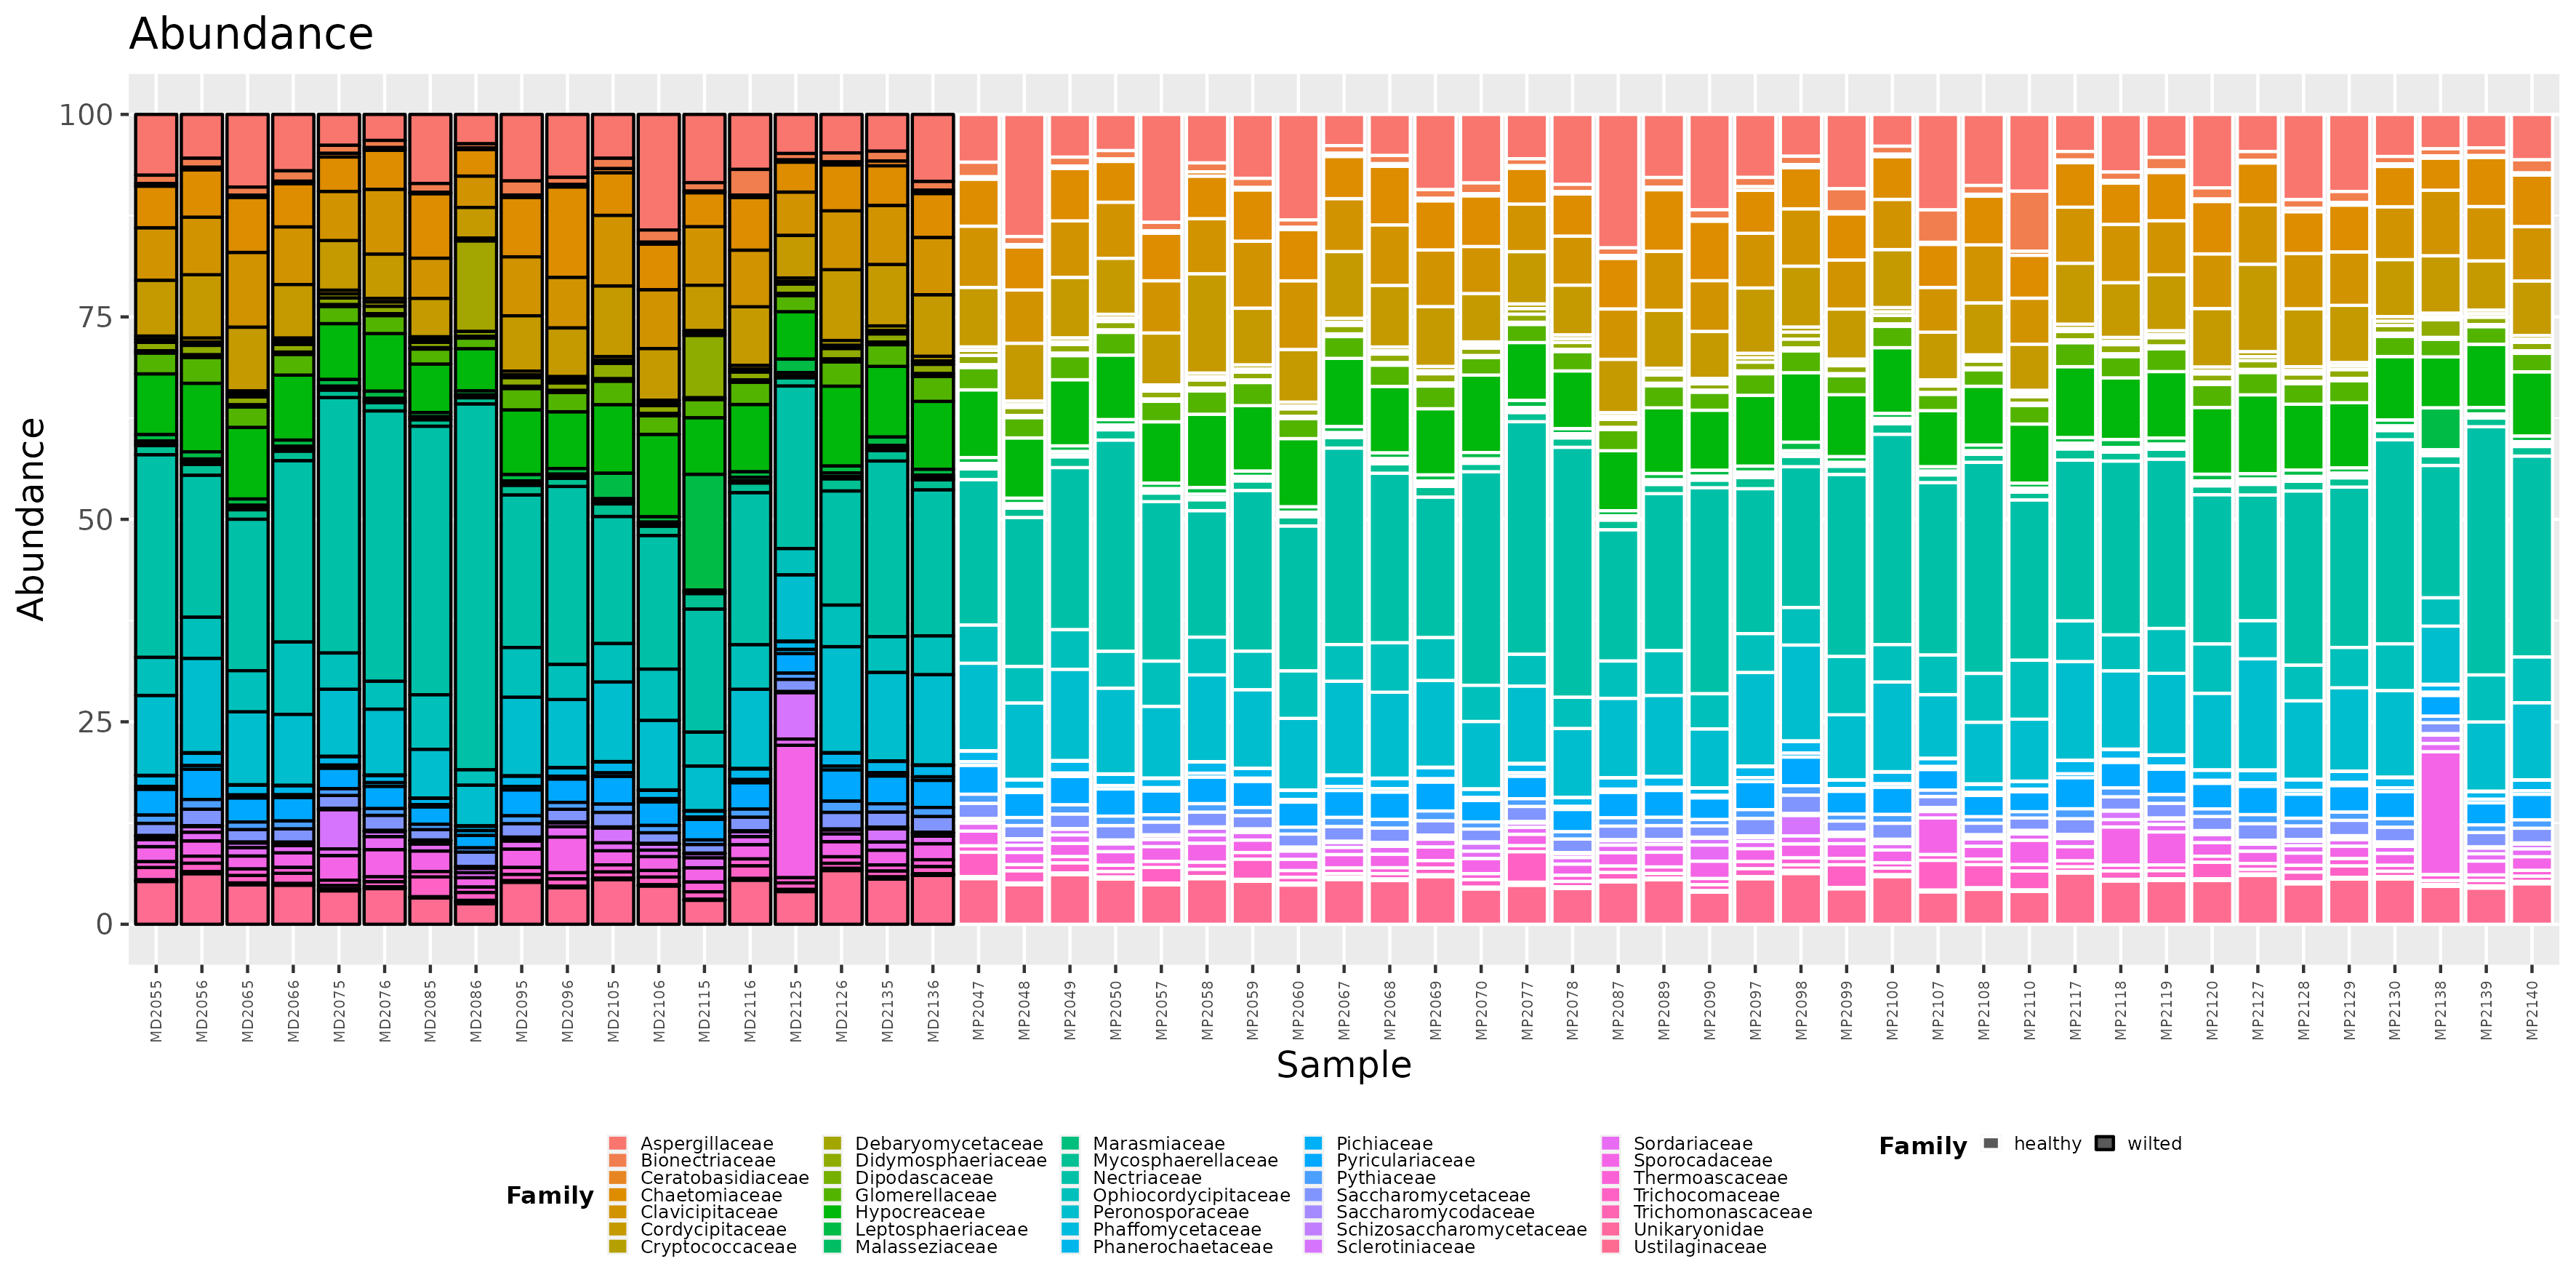 Abundance
Abundance
100
75
50
25
0
MD2055 MD2056 MD2065 MD2066 MD2075 MD2076 MD2085 MD2086 MD2095 MD2096 MD2105 MD2106 MD2115 MD2116 MD2125 MD2126 MD2135 MD2136 MP2047 MP2048 MP2049 MP2050 MP2057 MP2058 MP2059 MP2060 MP2067 MP2068 MP2069 MP2070 MP2077 MP2078 MP2087 MP2089 MP2090 MP2097 MP2098 MP2099 MP2100 MP2107 MP2108 MP2110 MP2117 MP2118 MP2119 MP2120 MP2127 MP2128 MP2129 MP2130 MP2138 MP2139 MP2140
Sample
Family
Aspergillaceae
Bionectriaceae
Ceratobasidiaceae
Chaetomiaceae
Clavicipitaceae
Cordycipitaceae
Cryptococcaceae
Debaryomycetaceae
Didymosphaeriaceae
Dipodascaceae
Glomerellaceae
Hypocreaceae
Leptosphaeriaceae
Malasseziaceae
Marasmiaceae
Mycosphaerellaceae
Nectriaceae
Ophiocordycipitaceae
Peronosporaceae
Phaffomycetaceae
Phanerochaetaceae
Pichiaceae
Pyriculariaceae
Pythiaceae
Saccharomycetaceae
Saccharomycodaceae
Schizosaccharomycetaceae
Sclerotiniaceae
Sordariaceae
Sporocadaceae
Thermoascaceae
Trichocomaceae
Trichomonascaceae
Unikaryonidae
Ustilaginaceae
Family healthy wilted